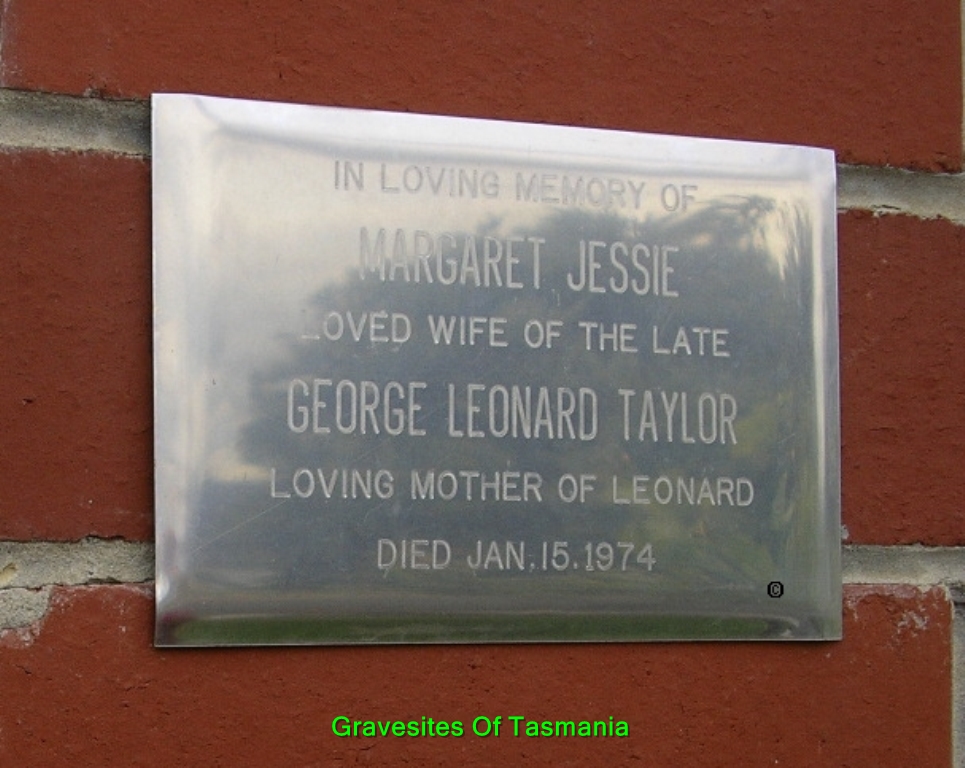 IN LOVING MEMORY OF
MARGARET JESSIE
LOVED WIFE OF THE LATE
GEORGE LEONARD TAYLOR
LOVING MOTHER OF LEONARD
DIED JAN.15.1974
©
Gravesites Of Tasmania